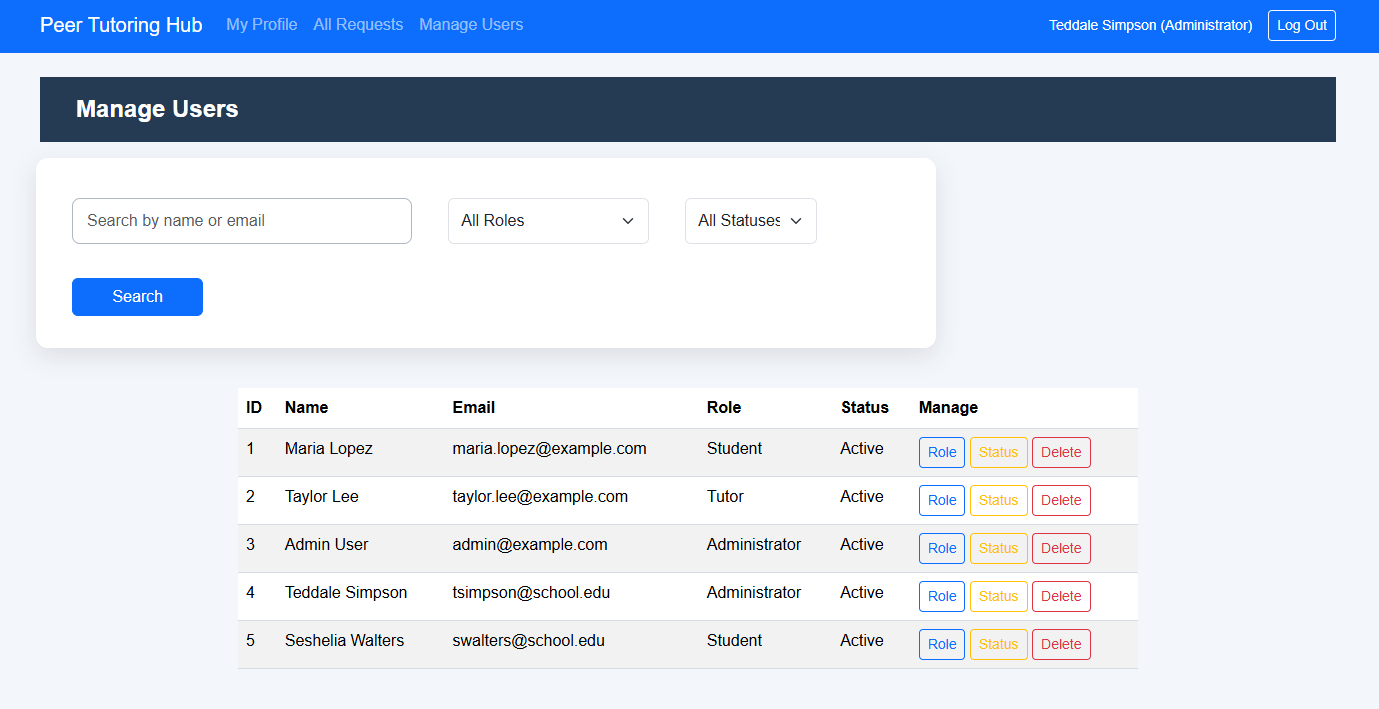 Peer Tutoring Hub My Profile All Requests Manage Users Teddale Simpson (Administrator) Log Out
Manage Users
Search by name or email All Roles All Statuses
Search
ID Name Email Role Status Manage
1 Maria Lopez maria.lopez@example.com Student Active Role Status Delete
2 Taylor Lee taylor.lee@example.com Tutor Active Role Status Delete
3 Admin User admin@example.com Administrator Active Role Status Delete
4 Teddale Simpson tsimpson@school.edu Administrator Active Role Status Delete
5 Seshelia Walters swalters@school.edu Student Active Role Status Delete